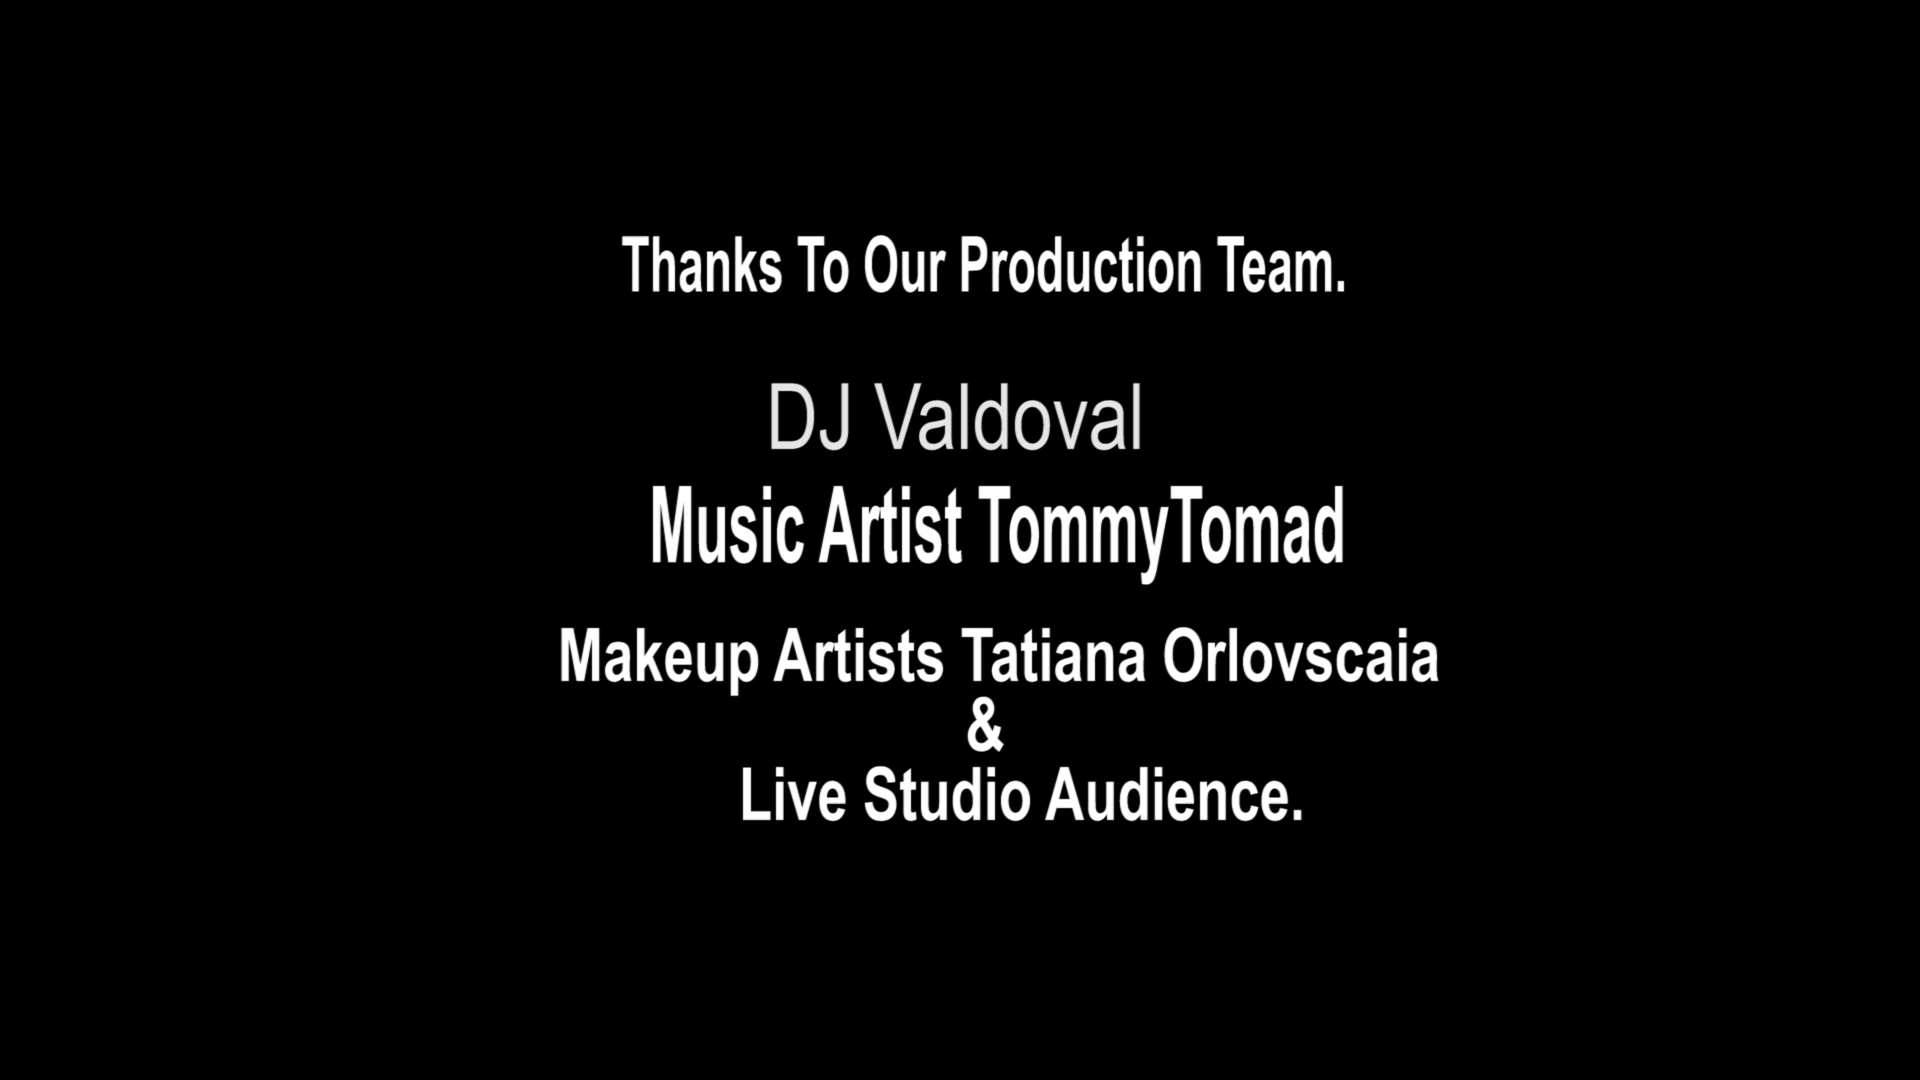 Thanks To Our Production Team.
DJ Valdoval
Music Artist TommyTomad
Makeup Artists Tatiana Orlovscaia
&
Live Studio Audience.